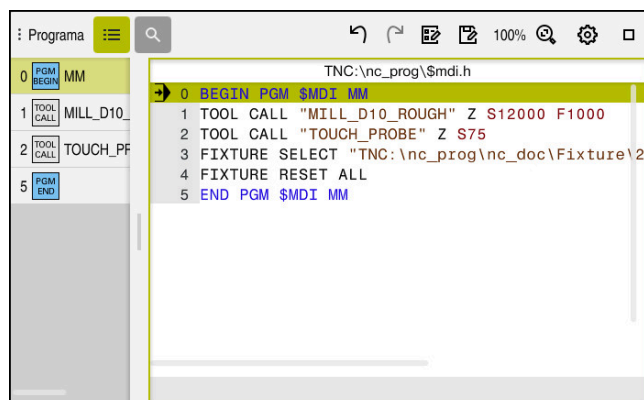 Programa
100%
TNC:\nc_prog\$mdi.h
0 PGM BEGIN MM
1 TOOL CALL MILL_D10_
2 TOOL CALL TOUCH_PF
5 PGM END
0 BEGIN PGM $MDI MM
1 TOOL CALL "MILL_D10_ROUGH" Z S12000 F1000
2 TOOL CALL "TOUCH_PROBE" Z S75
3 FIXTURE SELECT "TNC:\nc_prog\nc_doc\Fixture\2
4 FIXTURE RESET ALL
5 END PGM $MDI MM